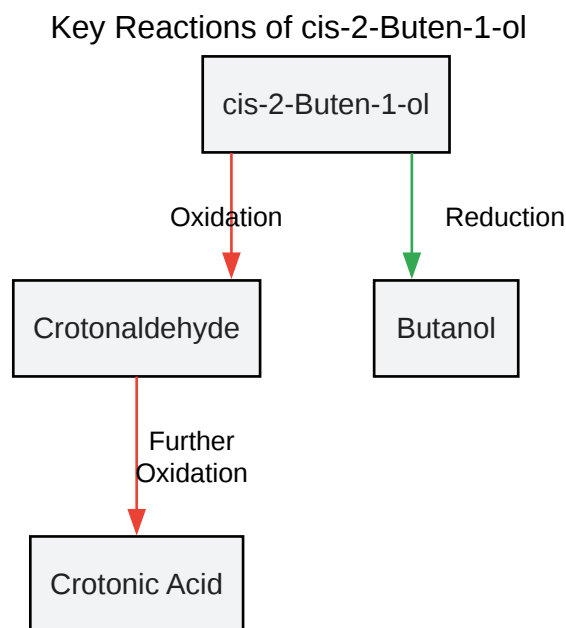 Key Reactions of cis-2-Buten-1-ol
cis-2-Buten-1-ol
Oxidation
Reduction
Crotonaldehyde
Butanol
Further
Oxidation
Crotonic Acid